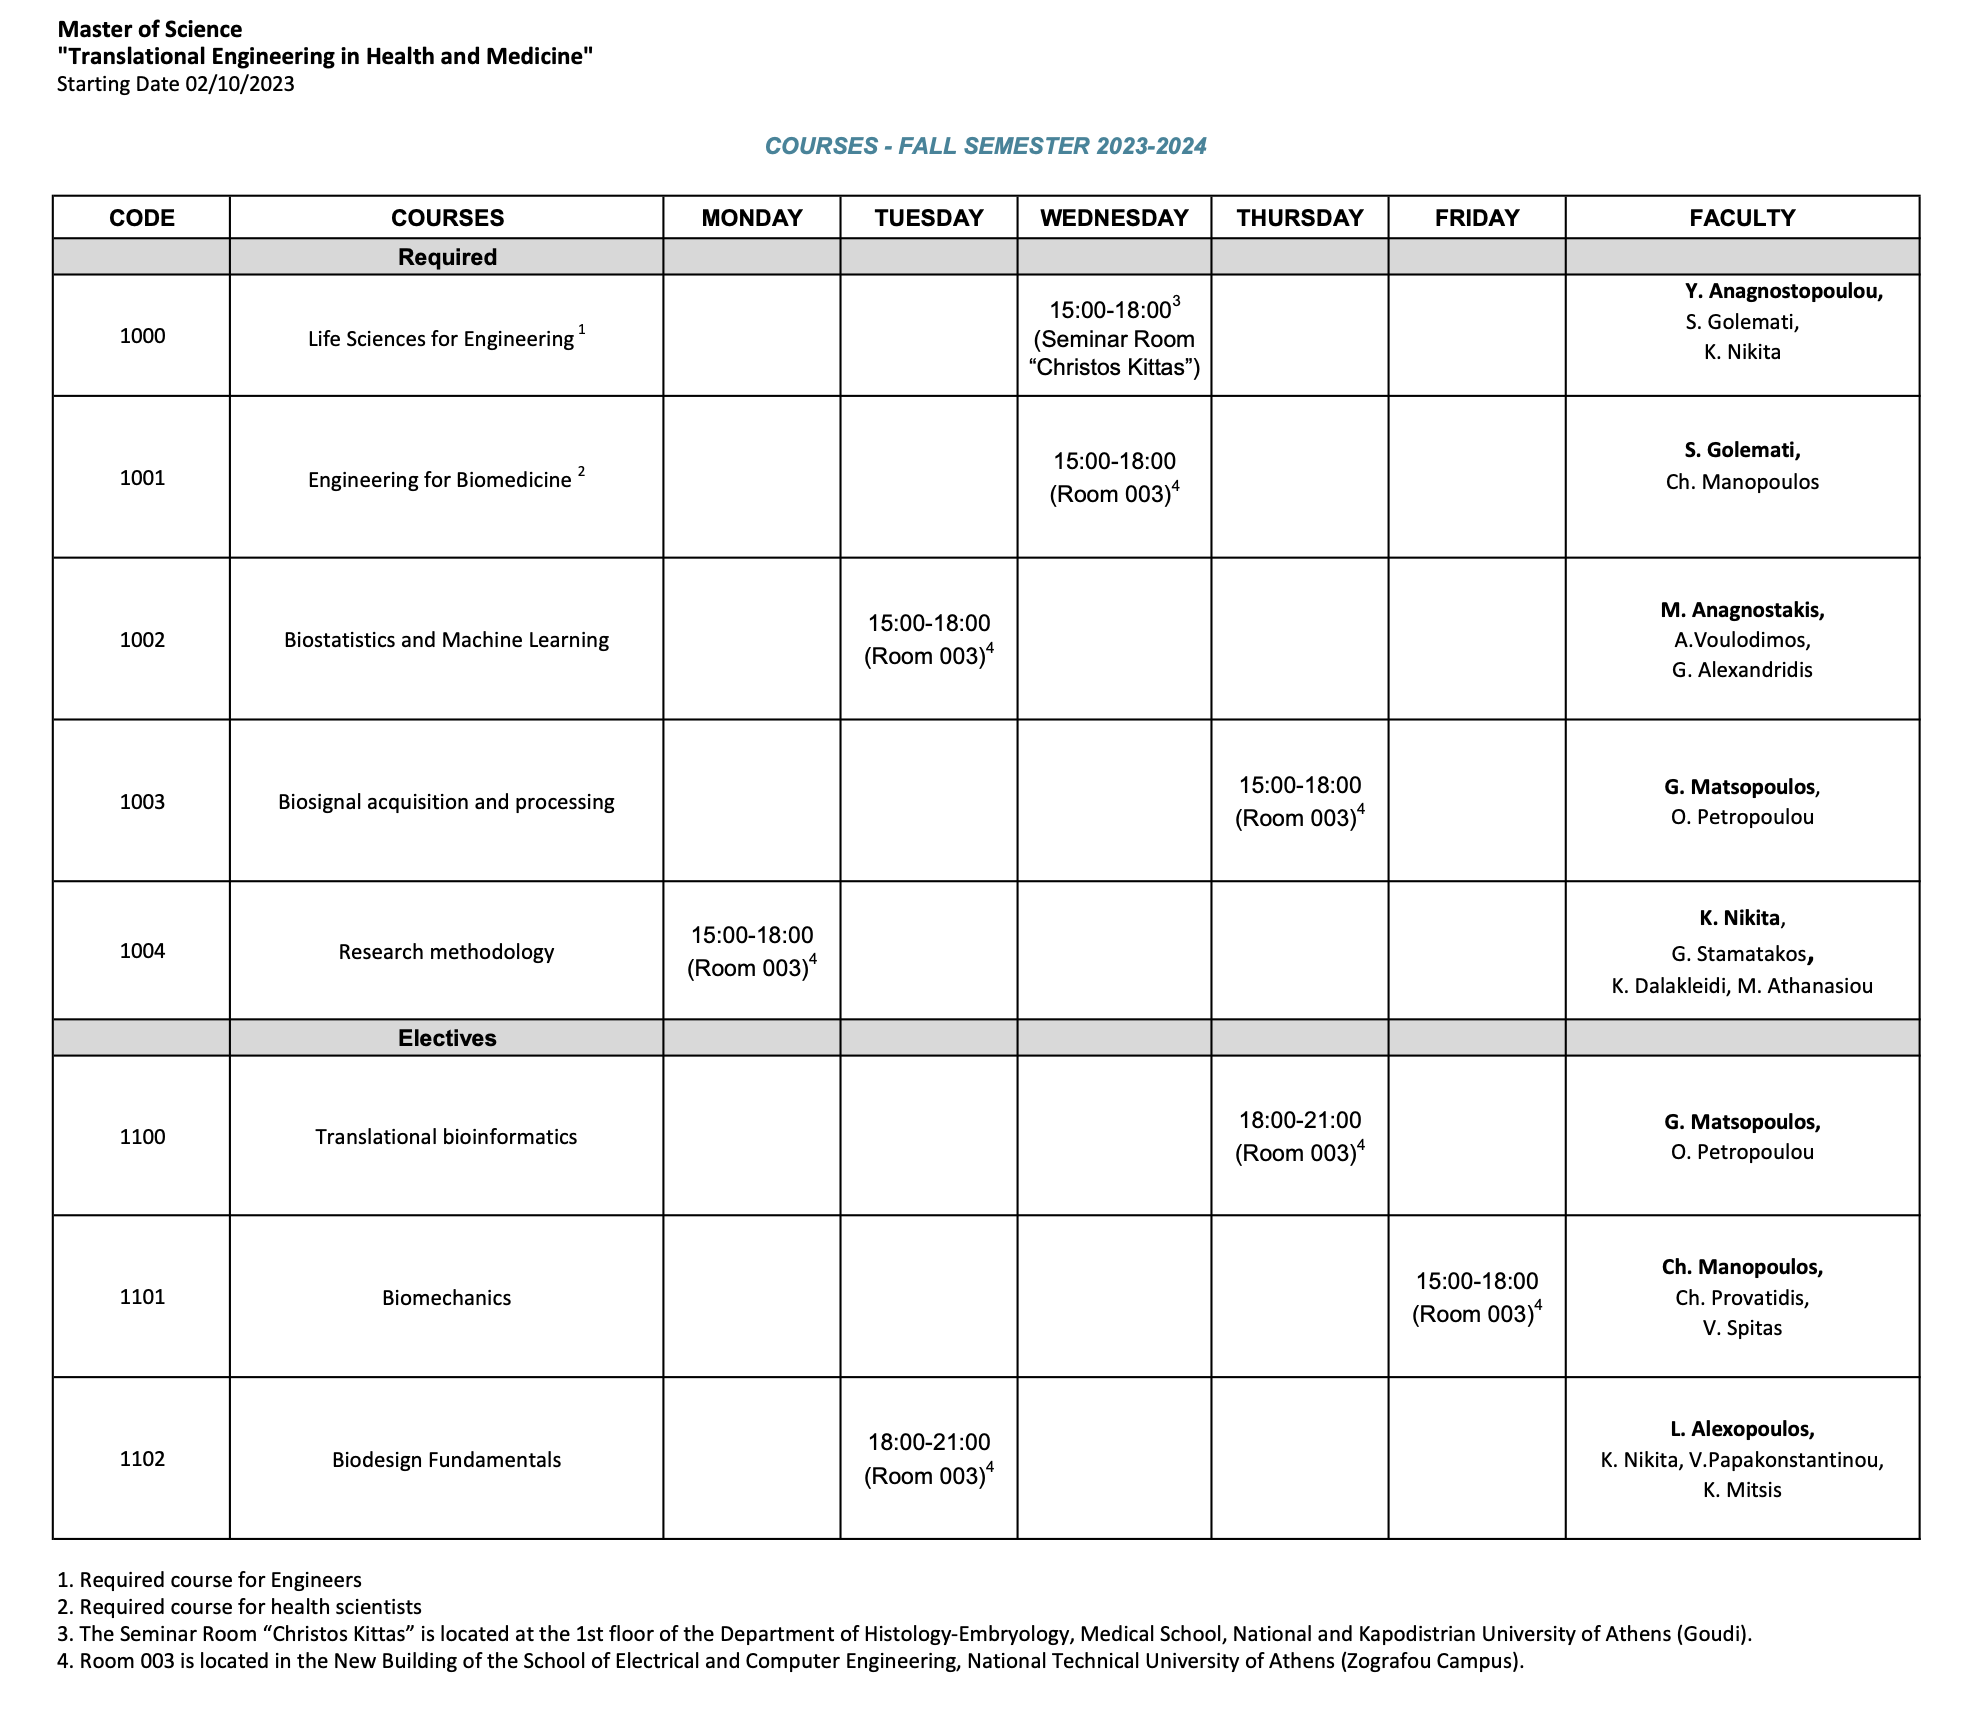 Master of Science
"Translational Engineering in Health and Medicine"
Starting Date 02/10/2023
COURSES - FALL SEMESTER 2023-2024
CODE COURSES MONDAY TUESDAY WEDNESDAY THURSDAY FRIDAY FACULTY
Required
1000
Life Sciences for Engineering 1
15:00-18:00 3
(Seminar Room
“Christos Kittas”)
Y. Anagnostopoulou,
S. Golemati,
K. Nikita
1001
Engineering for Biomedicine 2
15:00-18:00
(Room 003)4
S. Golemati,
Ch. Manopoulos
1002
Biostatistics and Machine Learning
15:00-18:00
(Room 003)4
M. Anagnostakis,
A.Voulodimos,
G. Alexandridis
1003
Biosignal acquisition and processing
15:00-18:00
(Room 003)4
G. Matsopoulos,
O. Petropoulou
1004
Research methodology
15:00-18:00
(Room 003)4
K. Nikita,
G. Stamatakos,
K. Dalakleidi, M. Athanasiou
Electives
1100
Translational bioinformatics
18:00-21:00
(Room 003)4
G. Matsopoulos,
O. Petropoulou
1101
Biomechanics
15:00-18:00
(Room 003)4
Ch. Manopoulos,
Ch. Provatidis,
V. Spitas
1102
Biodesign Fundamentals
18:00-21:00
(Room 003)4
L. Alexopoulos,
K. Nikita, V.Papakonstantinou,
K. Mitsis
1. Required course for Engineers
2. Required course for health scientists
3. The Seminar Room “Christos Kittas” is located at the 1st floor of the Department of Histology-Embryology, Medical School, National and Kapodistrian University of Athens (Goudi).
4. Room 003 is located in the New Building of the School of Electrical and Computer Engineering, National Technical University of Athens (Zografou Campus).